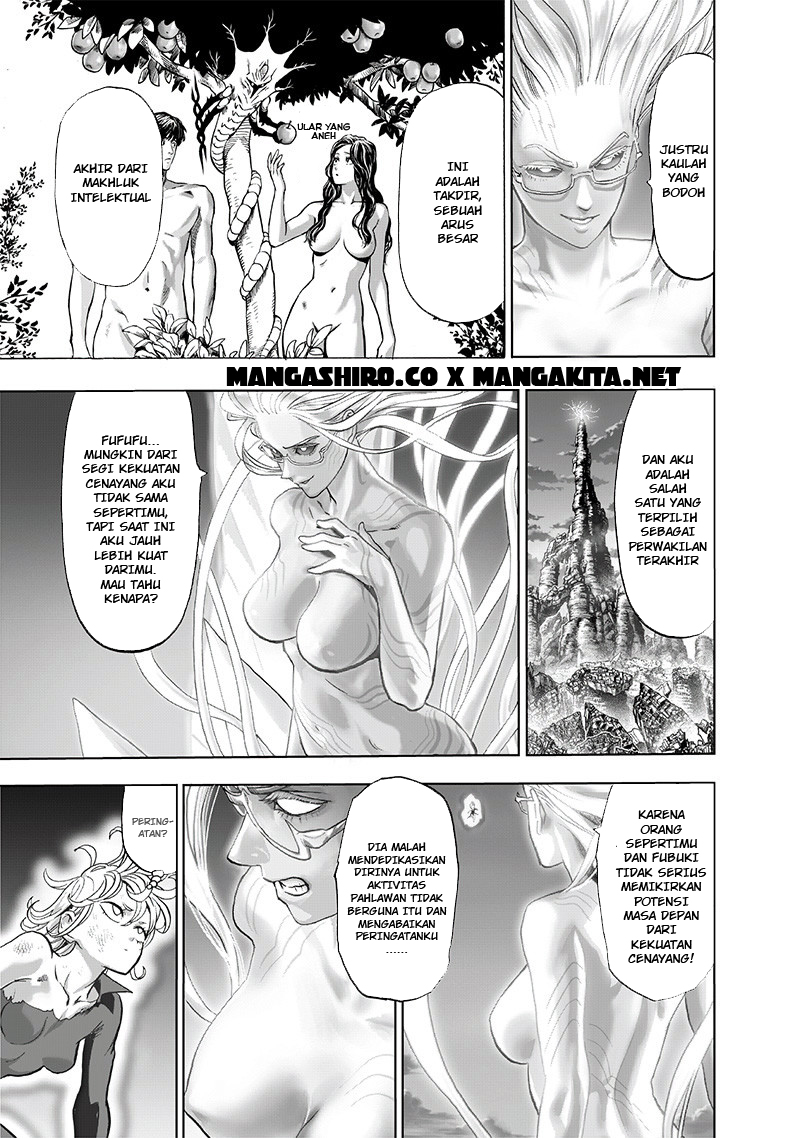 JUSTRU
KAULAH
YANG
BODOH
INI
ADALAH
TAKDIR,
SEBUAH
ARUS
BESAR
ULAR YANG
ANEH
AKHIR DARI
MAKHLUK
INTELEKTUAL
MANGASHIRO.CO X MANGAKITA.NET
DAN AKU
ADALAH
SALAH
SATU YANG
TERPILIH
SEBAGAI
PERWAKILAN
TERAKHIR
FUFUFU...
MUNGKIN DARI
SEGI KEKUATAN
CENAYANG AKU
TIDAK SAMA
SEPERTIMU,
TAPI SAAT INI
AKU JAUH
LEBIH KUAT
DARIMU.
MAU TAHU
KENAPA?
KARENA
ORANG
SEPERTIMU
DAN FUBUKI
TIDAK SERIUS
MEMIKIRKAN
POTENSI
MASA DEPAN
DARI
KEKUATAN
CENAYANG!
DIA MALAH
MENDEDIKASIKAN
DIRINYA UNTUK
AKTIVITAS
PAHLAWAN TIDAK
BERGUNA ITU DAN
MENGABAIKAN
PERINGATANKU
......
PERING-
ATAN?